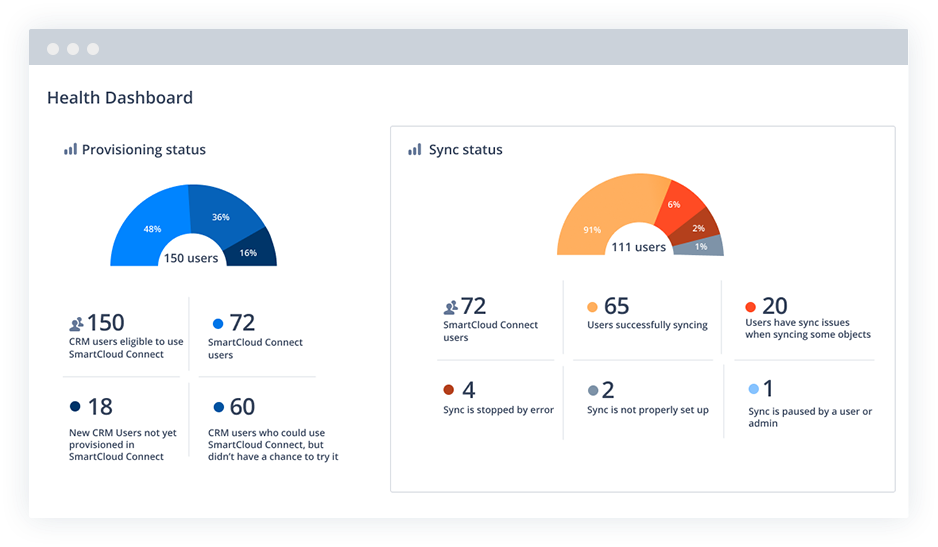 Health Dashboard
Provisioning status
48%
36%
16%
150 users
150
CRM users eligible to use
SmartCloud Connect
72
SmartCloud Connect
users
18
New CRM Users not yet
provisioned in
SmartCloud Connect
60
CRM users who could use
SmartCloud Connect, but
didn't have a chance to try it
Sync status
91%
6%
2%
1%
111 users
72
SmartCloud Connect
users
65
Users successfully syncing
20
Users have sync issues
when syncing some objects
4
Sync is stopped by error
2
Sync is not properly set up
1
Sync is paused by a user or
admin